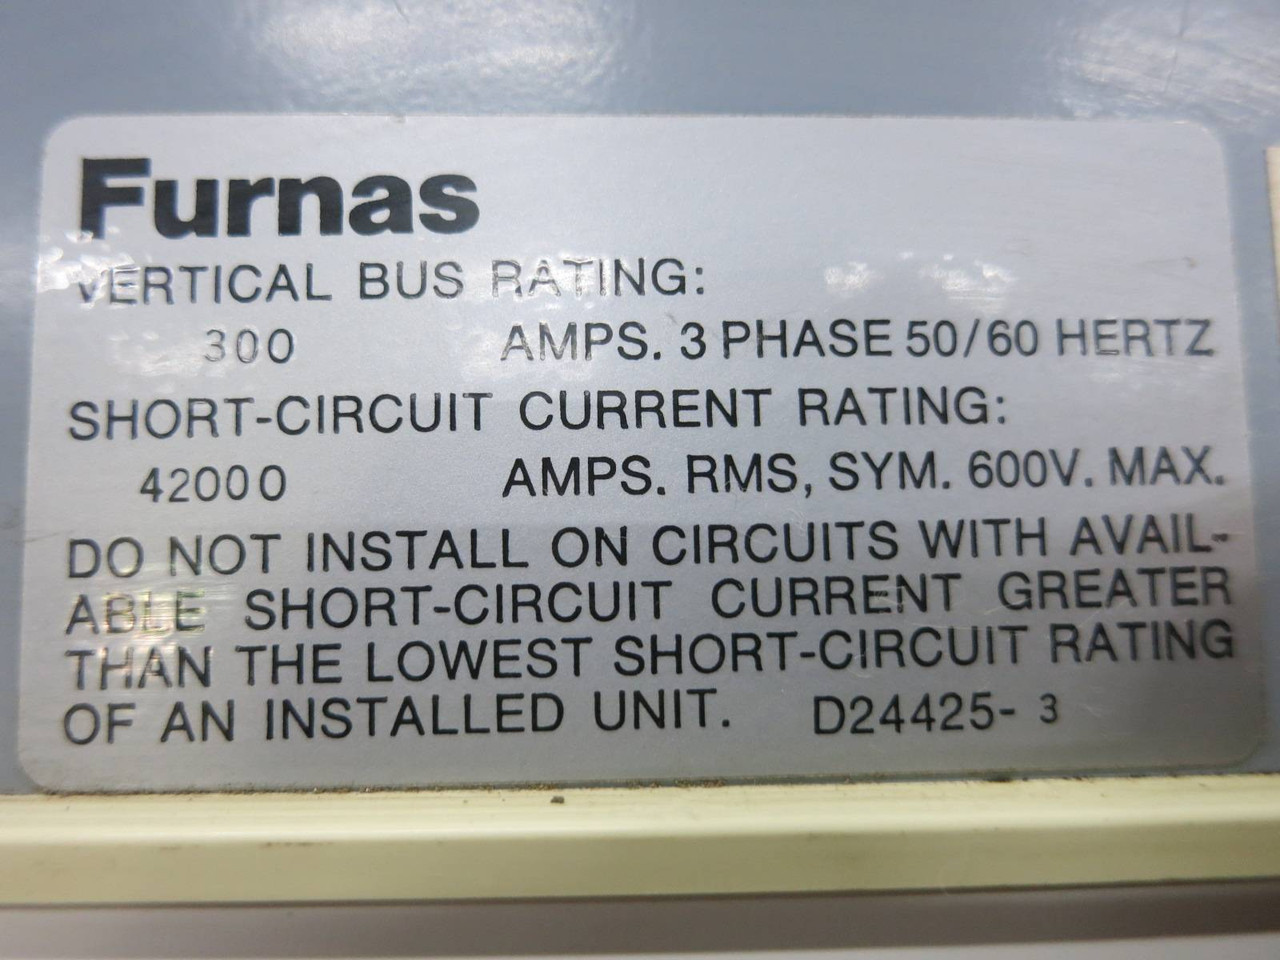 Furnas
VERTICAL BUS RATING:
300 AMPS. 3 PHASE 50/60 HERTZ
SHORT-CIRCUIT CURRENT RATING:
42000 AMPS. RMS, SYM. 600V. MAX.
DO NOT INSTALL ON CIRCUITS WITH AVAIL-
ABLE SHORT-CIRCUIT CURRENT GREATER
THAN THE LOWEST SHORT-CIRCUIT RATING
OF AN INSTALLED UNIT. D24425- 3